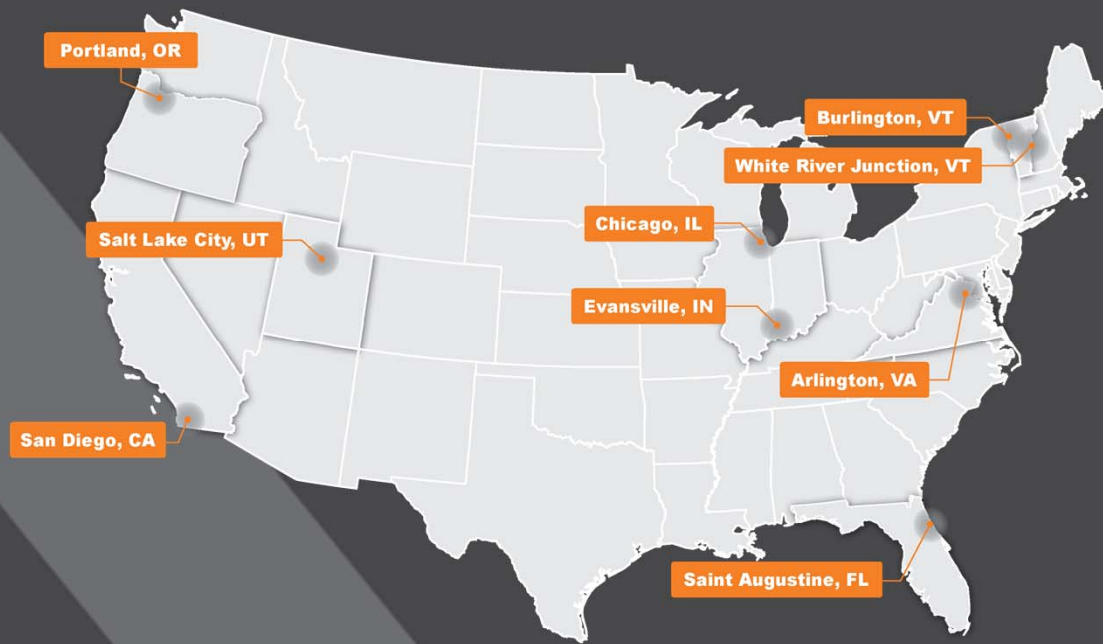 Portland, OR
Burlington, VT
White River Junction, VT
Chicago, IL
Salt Lake City, UT
Evansville, IN
Arlington, VA
San Diego, CA
Saint Augustine, FL